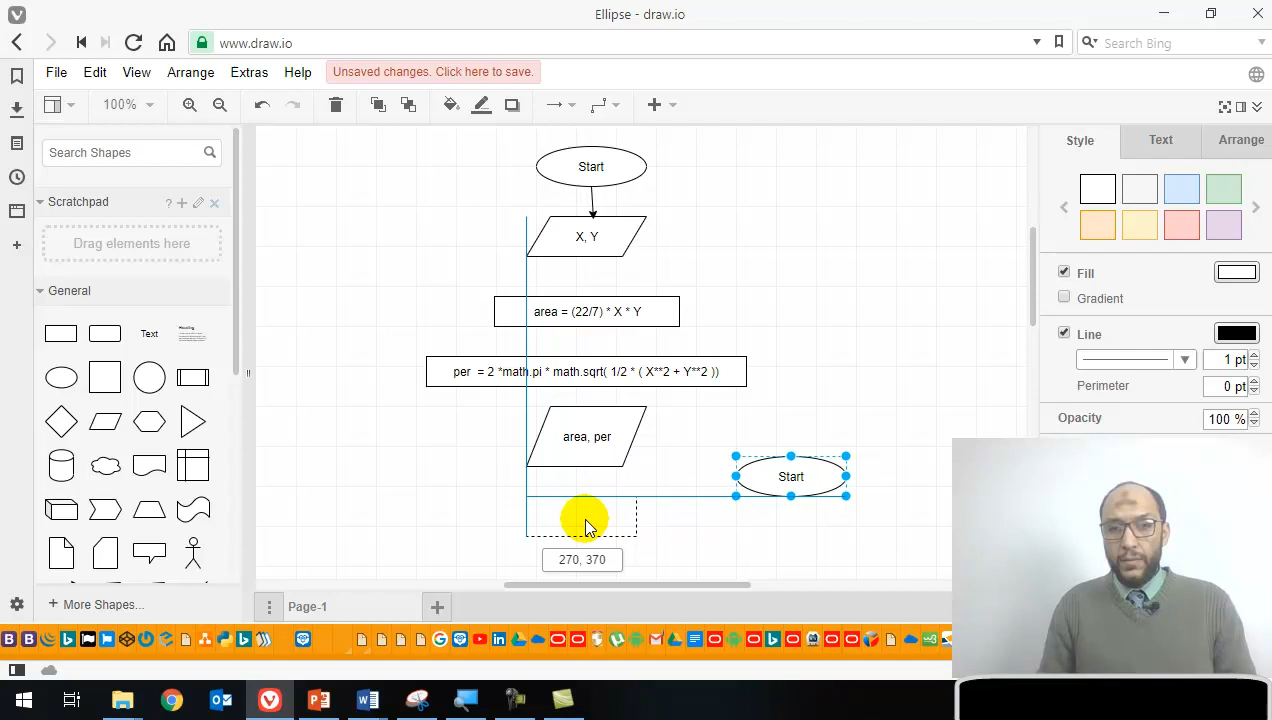 Ellipse - draw.io
www.draw.io
Search Bing
File Edit View Arrange Extras Help Unsaved changes. Click here to save.
100%
Search Shapes
Scratchpad
?
Drag elements here
General
Text
Heading
More Shapes...
Start
X, Y
area = (22/7) * X * Y
per = 2 *math.pi * math.sqrt( 1/2 * ( X**2 + Y**2 ))
area, per
Start
270, 370
Page-1
Style Text Arrange
Fill
Gradient
Line
1 pt
Perimeter 0 pt
Opacity 100 %